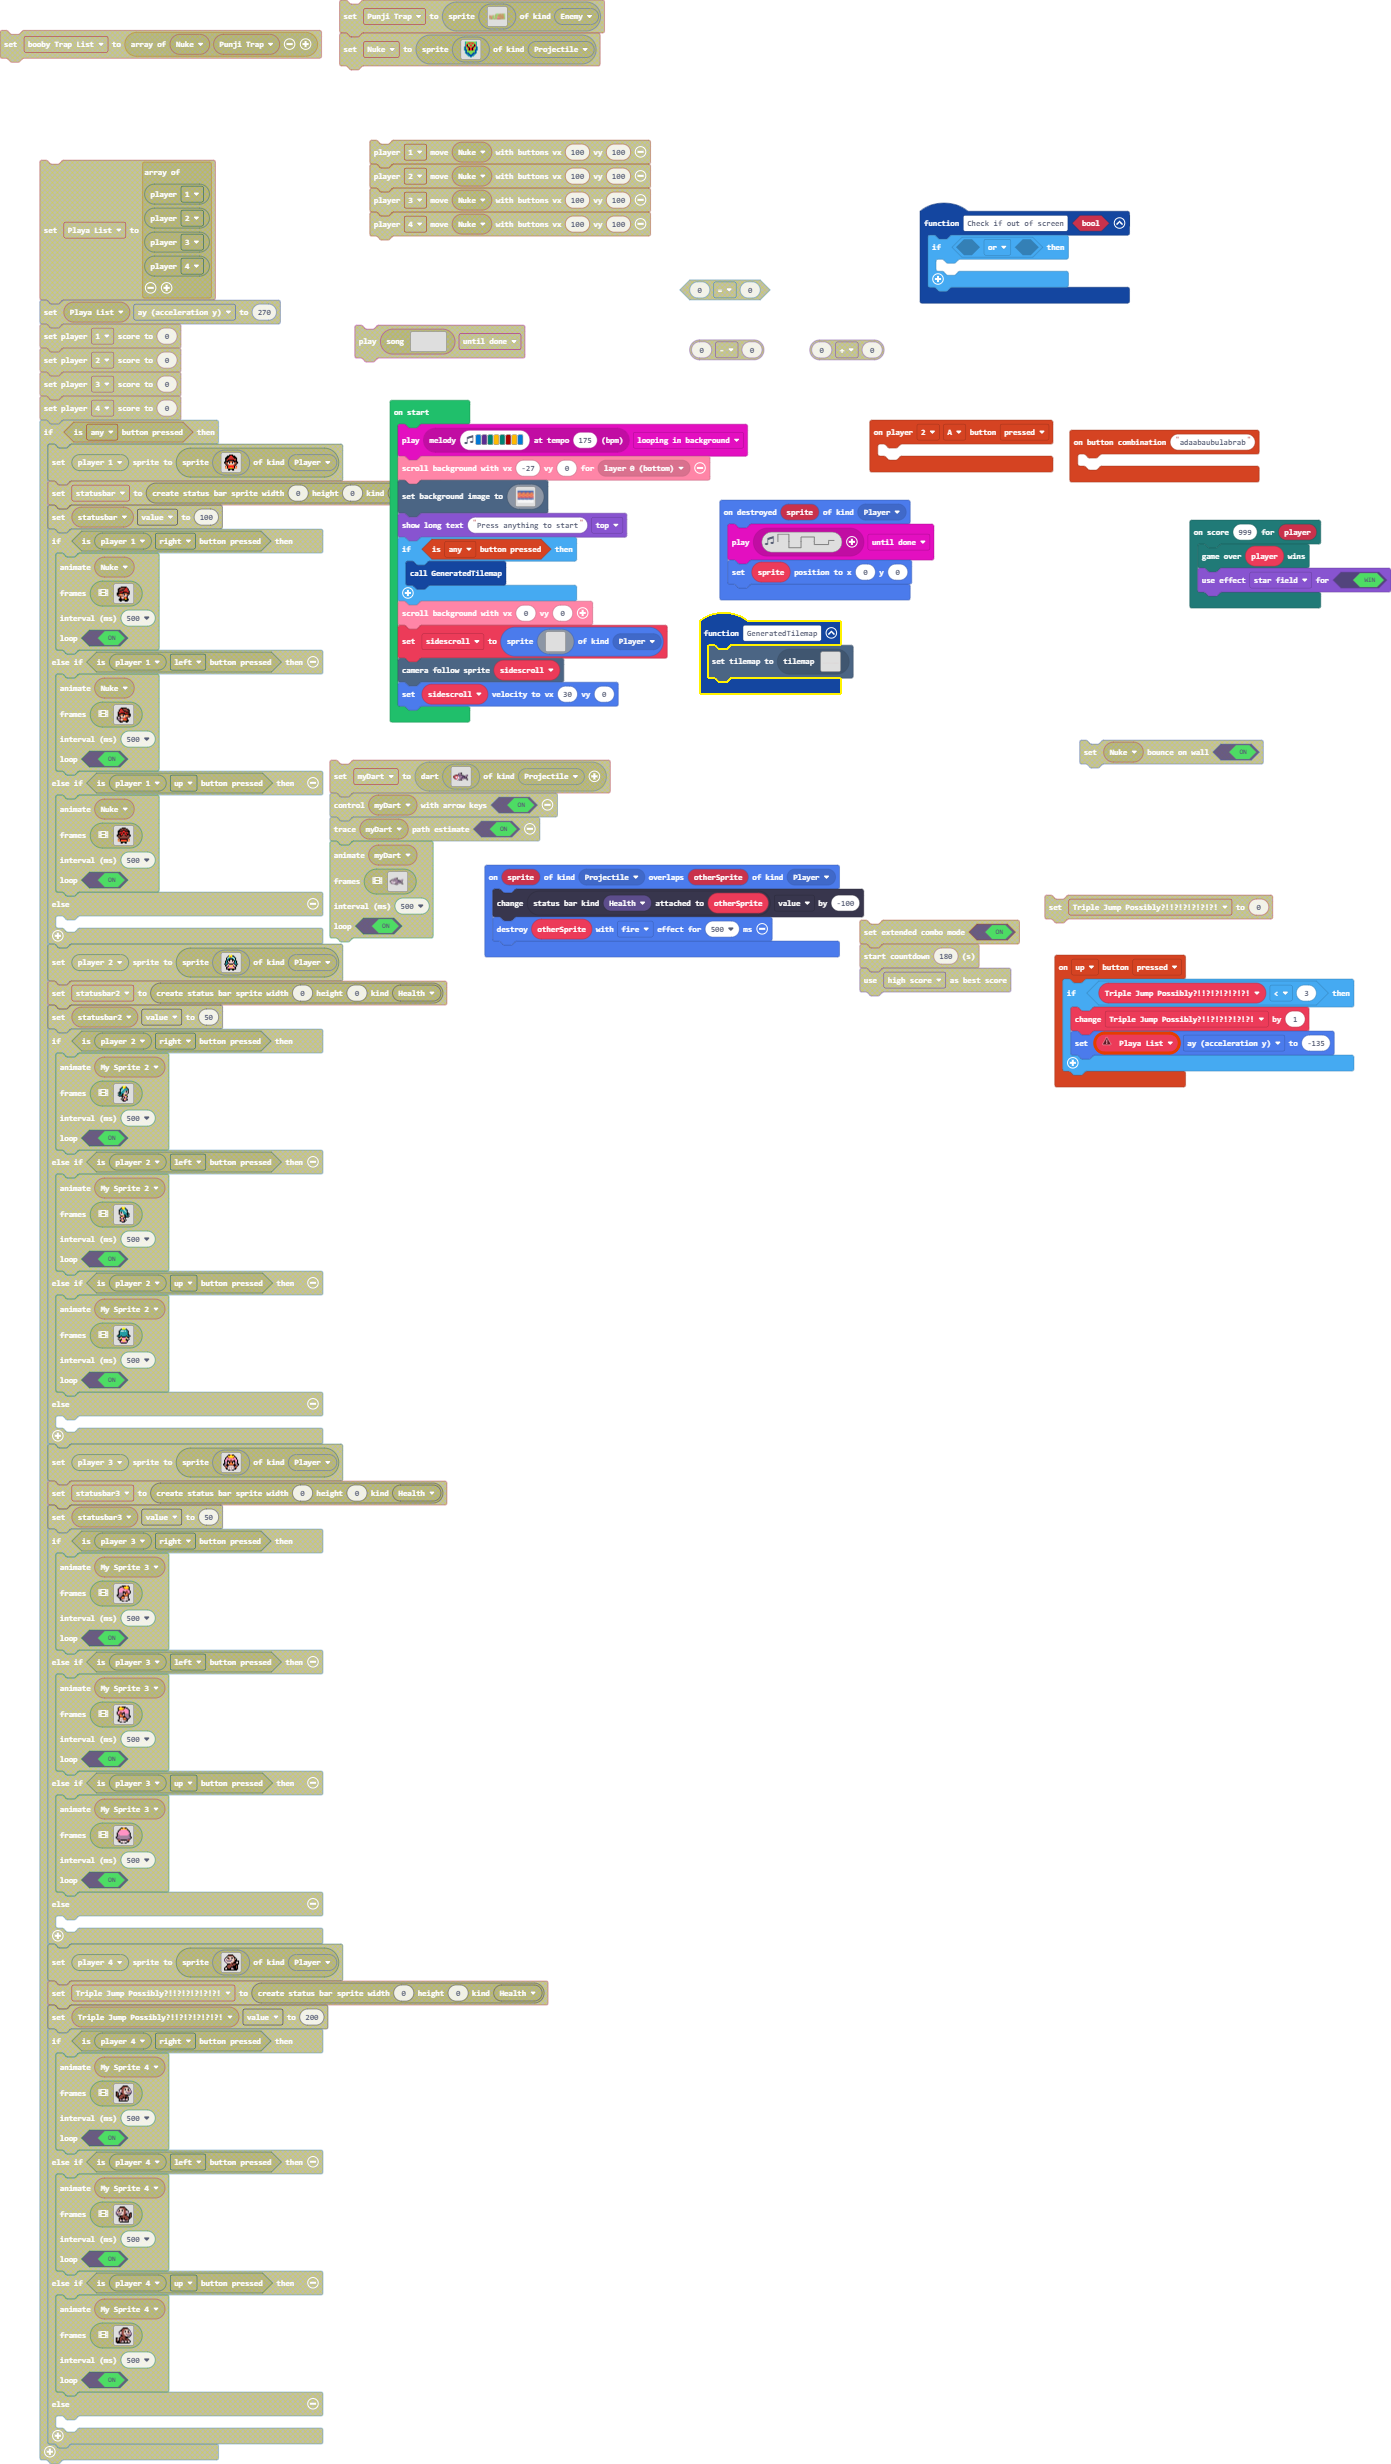 set Punji Trap to sprite of kind Enemy
set booby Trap List to array of Nuke Punji Trap
set Nuke to sprite of kind Projectile
player 1 move Nuke with buttons vx 100 vy 100
player 2 move Nuke with buttons vx 100 vy 100
player 3 move Nuke with buttons vx 100 vy 100
player 4 move Nuke with buttons vx 100 vy 100
array of
player 1
player 2
set Playa List to
player 3
player 4
set Playa List ay (acceleration y) to 270
set player 1 score to 0
set player 2 score to 0
set player 3 score to 0
set player 4 score to 0
if is any button pressed then
set player 1 sprite to sprite of kind Player
set statusbar to create status bar sprite width 0 height 0 kind
set statusbar value to 100
if is player 1 right button pressed then
animate Nuke
frames
interval (ms) 500
loop ON
else if is player 1 left button pressed then
animate Nuke
frames
interval (ms) 500
loop ON
else if is player 1 up button pressed then
animate Nuke
frames
interval (ms) 500
loop ON
else
set player 2 sprite to sprite of kind Player
set statusbar2 to create status bar sprite width 0 height 0 kind Health
set statusbar2 value to 50
if is player 2 right button pressed then
animate My Sprite 2
frames
interval (ms) 500
loop ON
else if is player 2 left button pressed then
animate My Sprite 2
frames
interval (ms) 500
loop ON
else if is player 2 up button pressed then
animate My Sprite 2
frames
interval (ms) 500
loop ON
else
set player 3 sprite to sprite of kind Player
set statusbar3 to create status bar sprite width 0 height 0 kind Health
set statusbar3 value to 50
if is player 3 right button pressed then
animate My Sprite 3
frames
interval (ms) 500
loop ON
else if is player 3 left button pressed then
animate My Sprite 3
frames
interval (ms) 500
loop ON
else if is player 3 up button pressed then
animate My Sprite 3
frames
interval (ms) 500
loop ON
else
set player 4 sprite to sprite of kind Player
set Triple Jump Possibly?!!?!?!?!?!?! to create status bar sprite width 0 height 0 kind Health
set Triple Jump Possibly?!!?!?!?!?!?! value to 200
if is player 4 right button pressed then
animate My Sprite 4
frames
interval (ms) 500
loop ON
else if is player 4 left button pressed then
animate My Sprite 4
frames
interval (ms) 500
loop ON
else if is player 4 up button pressed then
animate My Sprite 4
frames
interval (ms) 500
loop ON
else
play song until done
0 = 0
0 - 0
0 + 0
function Check if out of screen bool
if or then
on start
play melody at tempo 175 (bpm) looping in background
scroll background with vx -27 vy 0 for layer 0 (bottom)
set background image to
show long text "Press anything to start" top
if is any button pressed then
call GeneratedTilemap
scroll background with vx 0 vy 0
set sidescroll to sprite of kind Player
camera follow sprite sidescroll
set sidescroll velocity to vx 30 vy 0
on player 2 A button pressed
on button combination "adaabaubulabrab"
on destroyed sprite of kind Player
play until done
set sprite position to x 0 y 0
on score 999 for player
game over player wins
use effect star field for WIN
function GeneratedTilemap
set tilemap to tilemap
set Nuke bounce on wall ON
set myDart to dart of kind Projectile
control myDart with arrow keys ON
trace myDart path estimate ON
animate myDart
frames
interval (ms) 500
loop ON
on sprite of kind Projectile overlaps otherSprite of kind Player
change status bar kind Health attached to otherSprite value by -100
destroy otherSprite with fire effect for 500 ms
set extended combo mode ON
start countdown 180 (s)
use high score as best score
set Triple Jump Possibly?!!?!?!?!?!?! to 0
on up button pressed
if Triple Jump Possibly?!!?!?!?!?!?! < 3 then
change Triple Jump Possibly?!!?!?!?!?!?! by 1
set Playa List ay (acceleration y) to -135